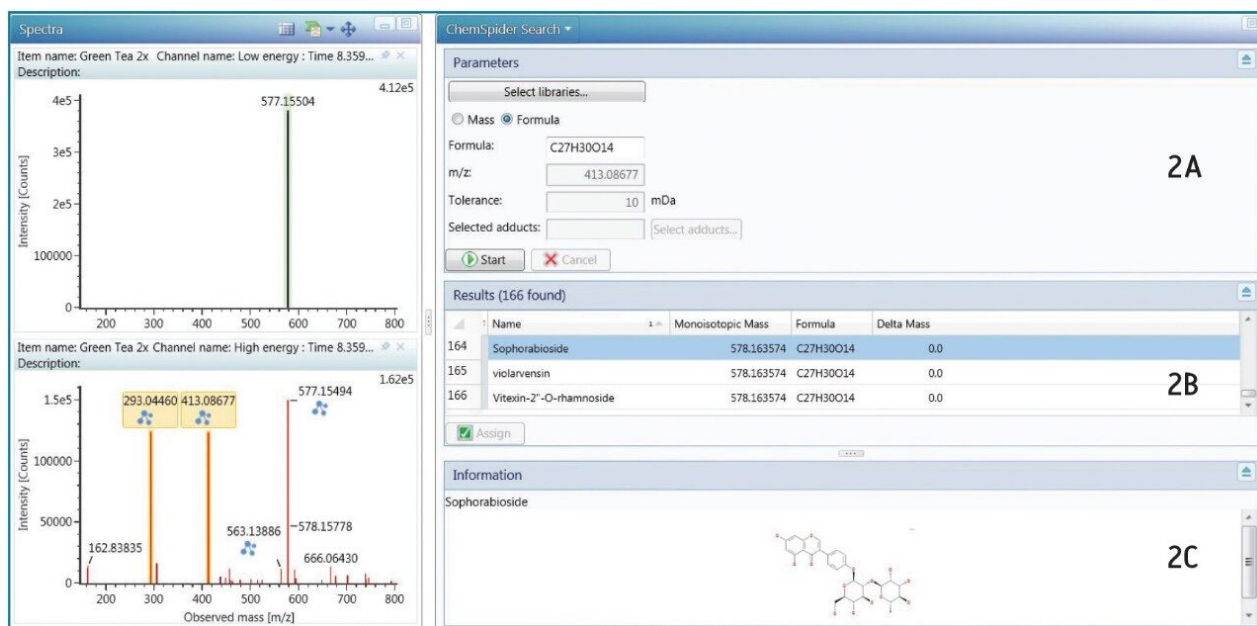 Spectra
Item name: Green Tea 2x Channel name: Low energy : Time 8.359...
Description:
4.12e5
577.15504
4e5
3e5
2e5
100000
0
Intensity [Counts]
200 300 400 500 600 700 800
Item name: Green Tea 2x Channel name: High energy : Time 8.359...
Description:
1.62e5
577.15494
1.5e5
293.04460 413.08677
100000
50000
0
Intensity [Counts]
563.13886
578.15778
162.83835
666.06430
200 300 400 500 600 700 800
Observed mass [m/z]
ChemSpider Search
Parameters
Select libraries...
Mass Formula
Formula: C27H30O14
m/z: 413.08677
Tolerance: 10 mDa
Selected adducts: Select adducts...
Start Cancel
2A
Results (166 found)
Name 1 Monoisotopic Mass Formula Delta Mass
164 Sophorabioside 578.163574 C27H30O14 0.0
165 violarvensin 578.163574 C27H30O14 0.0
166 Vitexin-2"-O-rhamnoside 578.163574 C27H30O14 0.0
2B
Assign
Information
Sophorabioside
2C